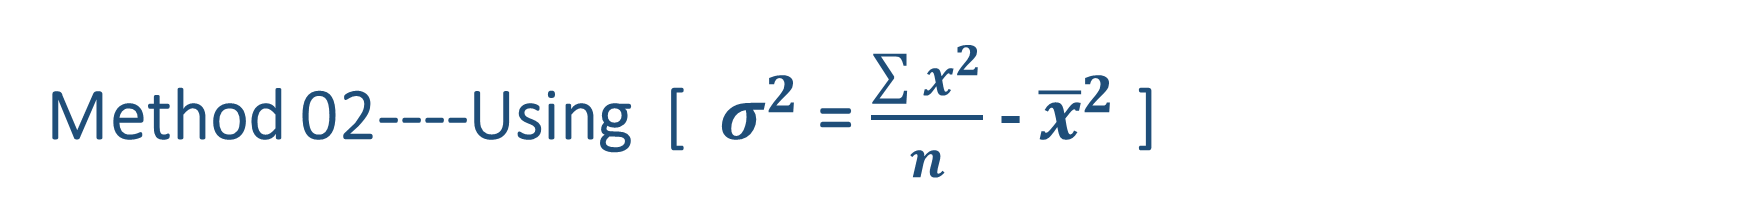 Method 02----Using [ σ² = ∑ x² / n - x̅² ]